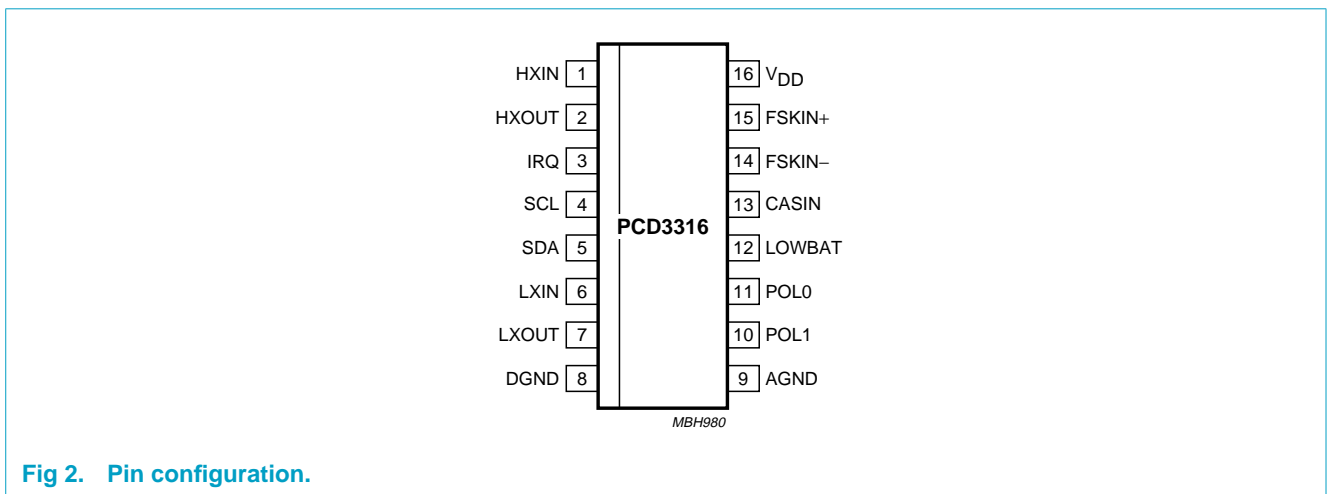 HXIN 1 16 VDD
HXOUT 2 15 FSKIN+
IRQ 3 14 FSKIN−
SCL 4 13 CASIN
PCD3316
SDA 5 12 LOWBAT
LXIN 6 11 POL0
LXOUT 7 10 POL1
DGND 8 9 AGND
MBH980
Fig 2. Pin configuration.